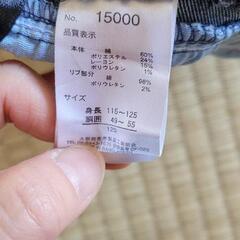 No. 15000
品質表示
本体 綿 60%
ポリエステル 24%
レーヨン 15%
ポリウレタン 1%
リブ部分 綿 98%
ポリウレタン 2%
サイズ
身長 115~125
胴囲 49~55
125